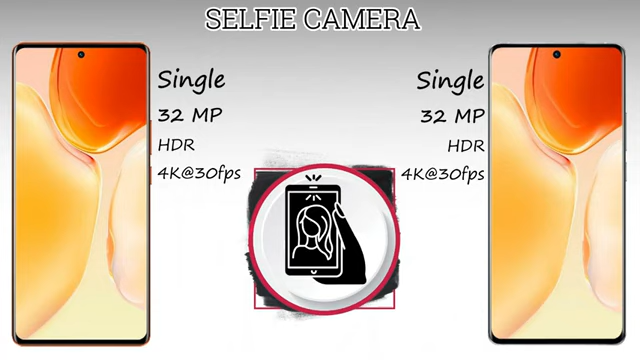 SELFIE CAMERA
Single
32 MP
HDR
4K@30fps
Single
32 MP
HDR
4K@30fps